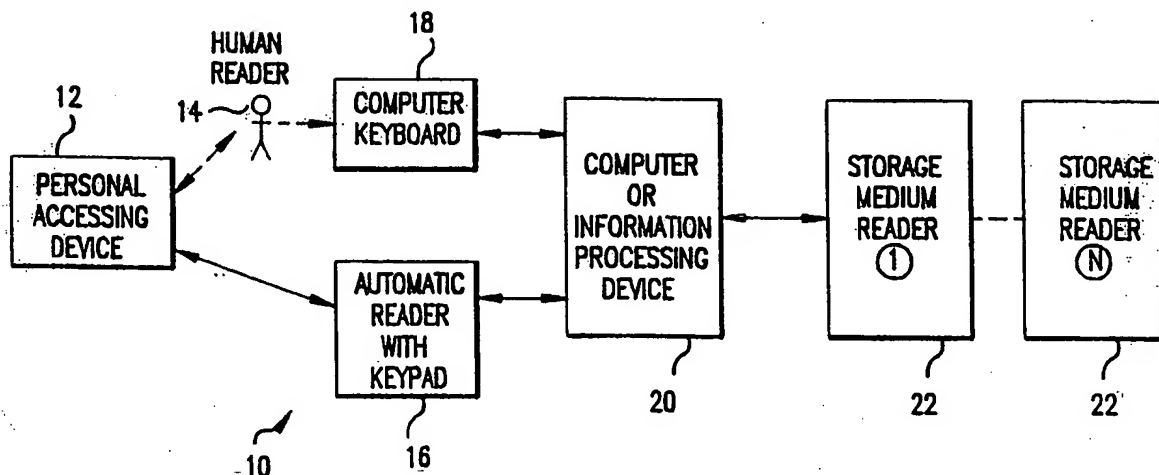 HUMAN
READER
14
12
PERSONAL
ACCESSING
DEVICE
18
COMPUTER
KEYBOARD
AUTOMATIC
READER
WITH
KEYPAD
16
10
COMPUTER
OR
INFORMATION
PROCESSING
DEVICE
20
STORAGE
MEDIUM
READER
1
22
STORAGE
MEDIUM
READER
N
22